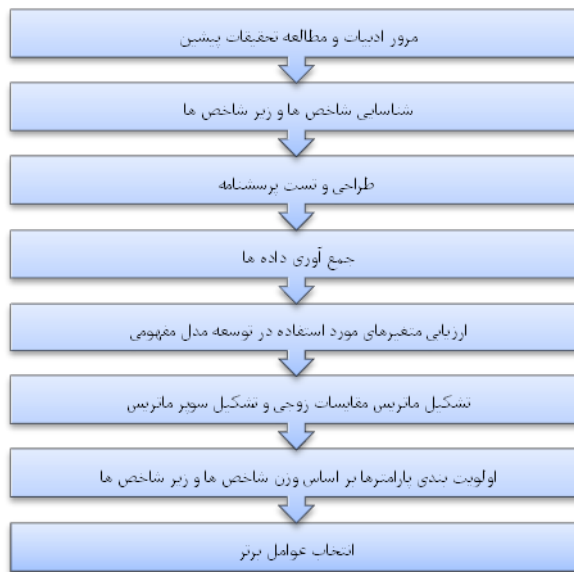 مرور ادبیات و مطالعه تحقیقات پیشین
شناسایی شاخص ها و زیر شاخص ها
طراحی و تست پرسشنامه
جمع آوری داده ها
ارزیابی متغیرهای مورد استفاده در توسعه مدل مفهومی
تشکیل ماتریس مقایسات زوجی و تشکیل سوپر ماتریس
اولویت بندی پارامترها بر اساس وزن شاخص ها و زیر شاخص ها
انتخاب عوامل برتر